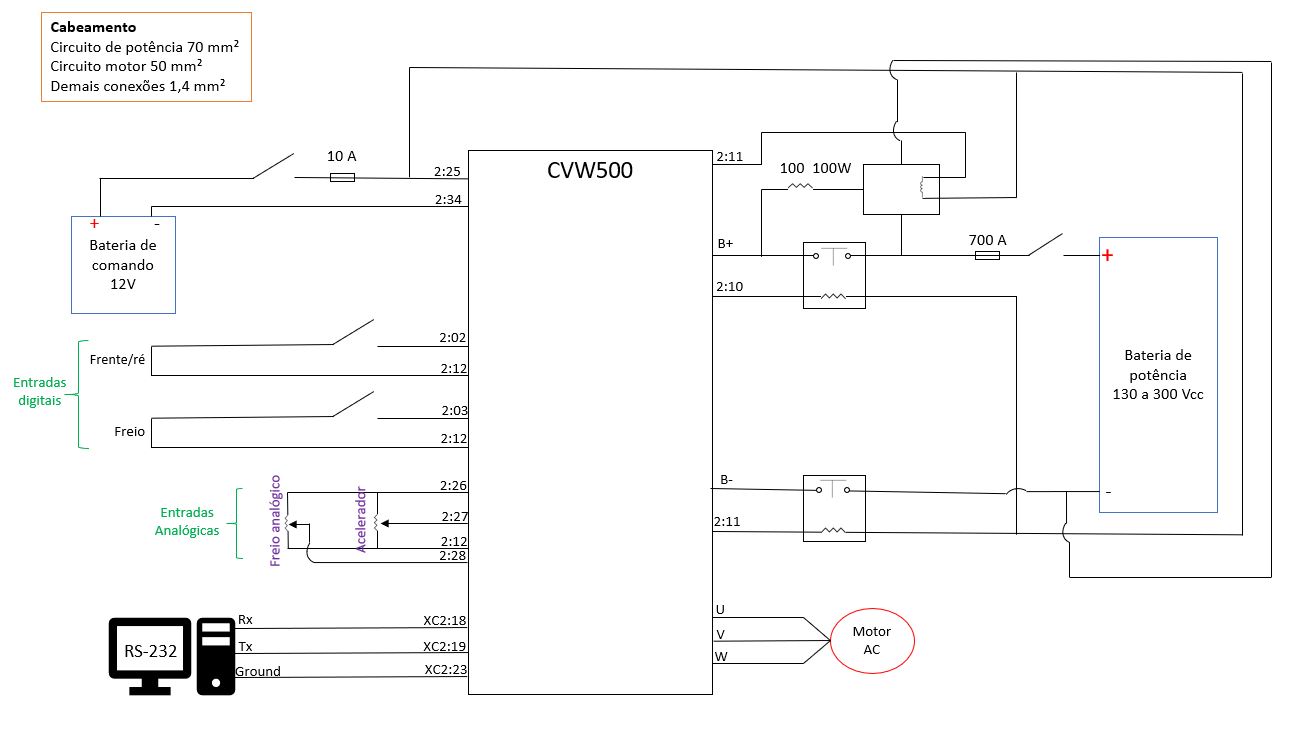 Cabeamento
Circuito de potência 70 mm²
Circuito motor 50 mm²
Demais conexões 1,4 mm²
10 A
2:25
2:34
+
-
Bateria de
comando
12V
CVW500
2:11
100 100W
B+
700 A
2:10
+
Bateria de
potência
130 a 300 Vcc
-
Entradas
digitais
Frente/ré
2:02
2:12
Freio
2:03
2:12
Entradas
Analógicas
Freio analógico
Acelerador
2:26
2:27
2:12
2:28
B-
2:11
RS-232
Rx
Tx
Ground
XC2:18
XC2:19
XC2:23
U
V
W
Motor
AC